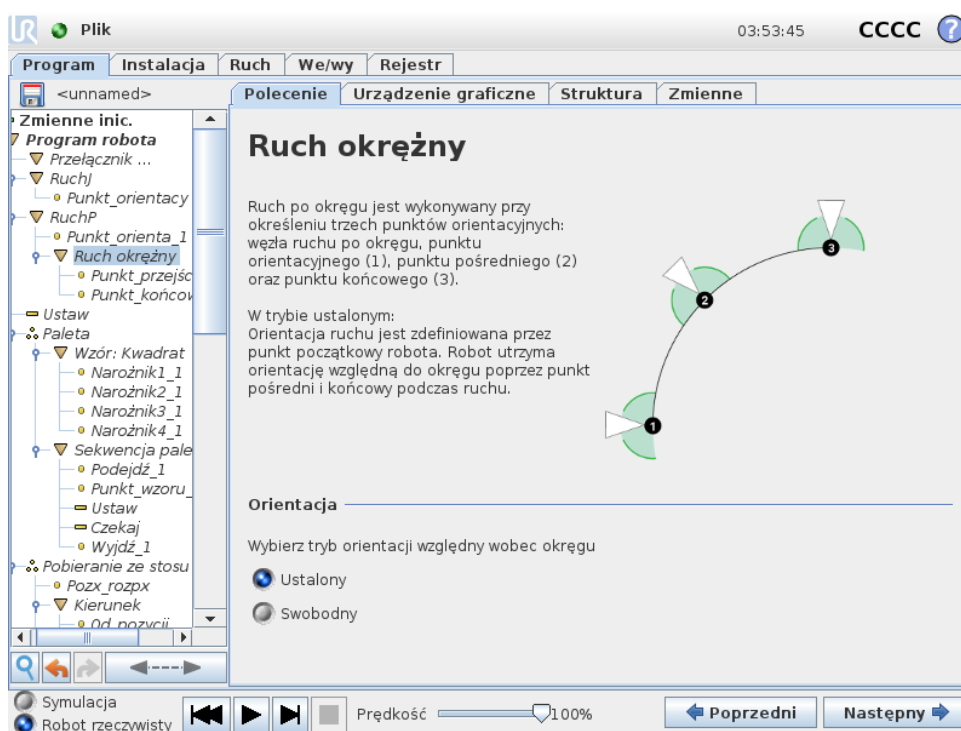 UR Plik 03:53:45 CCCC ?
Program Instalacja Ruch We/wy Rejestr
<unnamed>
Polecenie Urządzenie graficzne Struktura Zmienne
Zmienne inic.
Program robota
Przełącznik ...
RuchJ
Punkt_orientacy
RuchP
Punkt_orienta_1
Ruch okrężny
Punkt_przejśc
Punkt_końcow
Ustaw
Paleta
Wzór: Kwadrat
Narożnik1_1
Narożnik2_1
Narożnik3_1
Narożnik4_1
Sekwencja pale
Podejdź_1
Punkt_wzoru_
Ustaw
Czekaj
Wyjdź_1
Pobieranie ze stosu
Pozx_rozpx
Kierunek
Od_pozycji
Ruch okrężny
Ruch po okręgu jest wykonywany przy
określeniu trzech punktów orientacyjnych:
węzła ruchu po okręgu, punktu
orientacyjnego (1), punktu pośredniego (2)
oraz punktu końcowego (3).
W trybie ustalonym:
Orientacja ruchu jest zdefiniowana przez
punkt początkowy robota. Robot utrzyma
orientację względną do okręgu poprzez punkt
pośredni i końcowy podczas ruchu.
3
2
1
Orientacja
Wybierz tryb orientacji względny wobec okręgu
Ustalony
Swobodny
Symulacja
Robot rzeczywisty
Prędkość 100%
Poprzedni
Następny